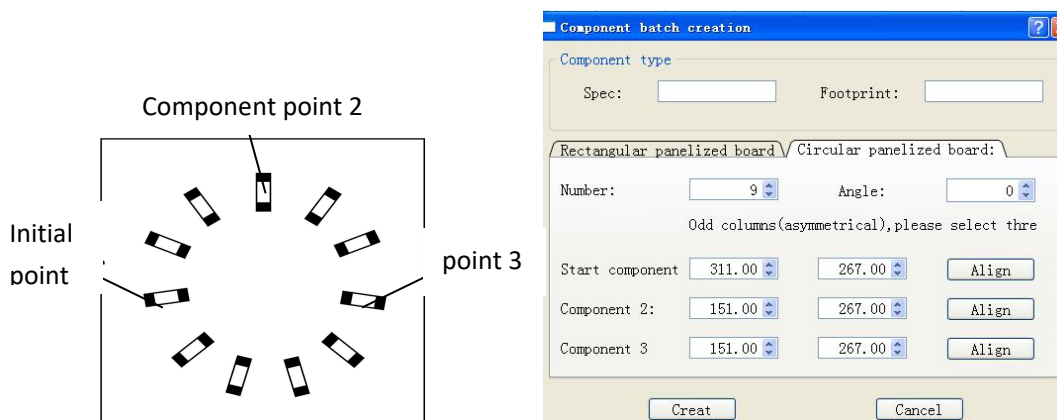 Component point 2
Initial
point
point 3
Component batch creation
?
Component type
Spec:
Footprint:
Rectangular panelized board
Circular panelized board:
Number:
9
Angle:
0
Odd columns(asymmetrical),please select thre
Start component
311.00
267.00
Align
Component 2:
151.00
267.00
Align
Component 3
151.00
267.00
Align
Creat
Cancel